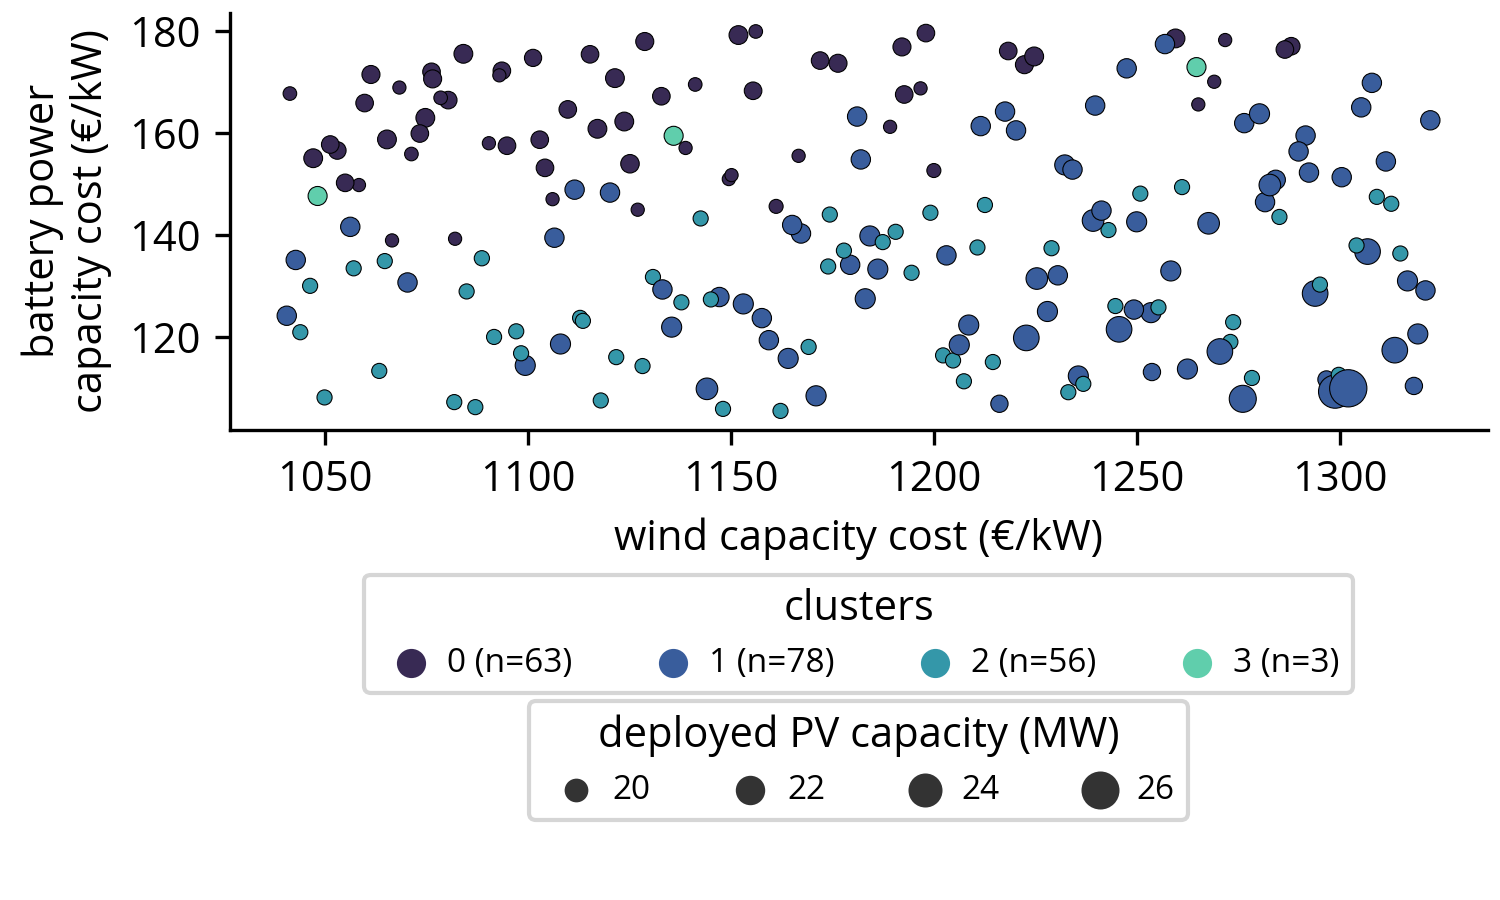 battery power
capacity cost (€/kW)
180
160
140
120
1050 1100 1150 1200 1250 1300
wind capacity cost (€/kW)
clusters
0 (n=63) 1 (n=78) 2 (n=56) 3 (n=3)
deployed PV capacity (MW)
20 22 24 26